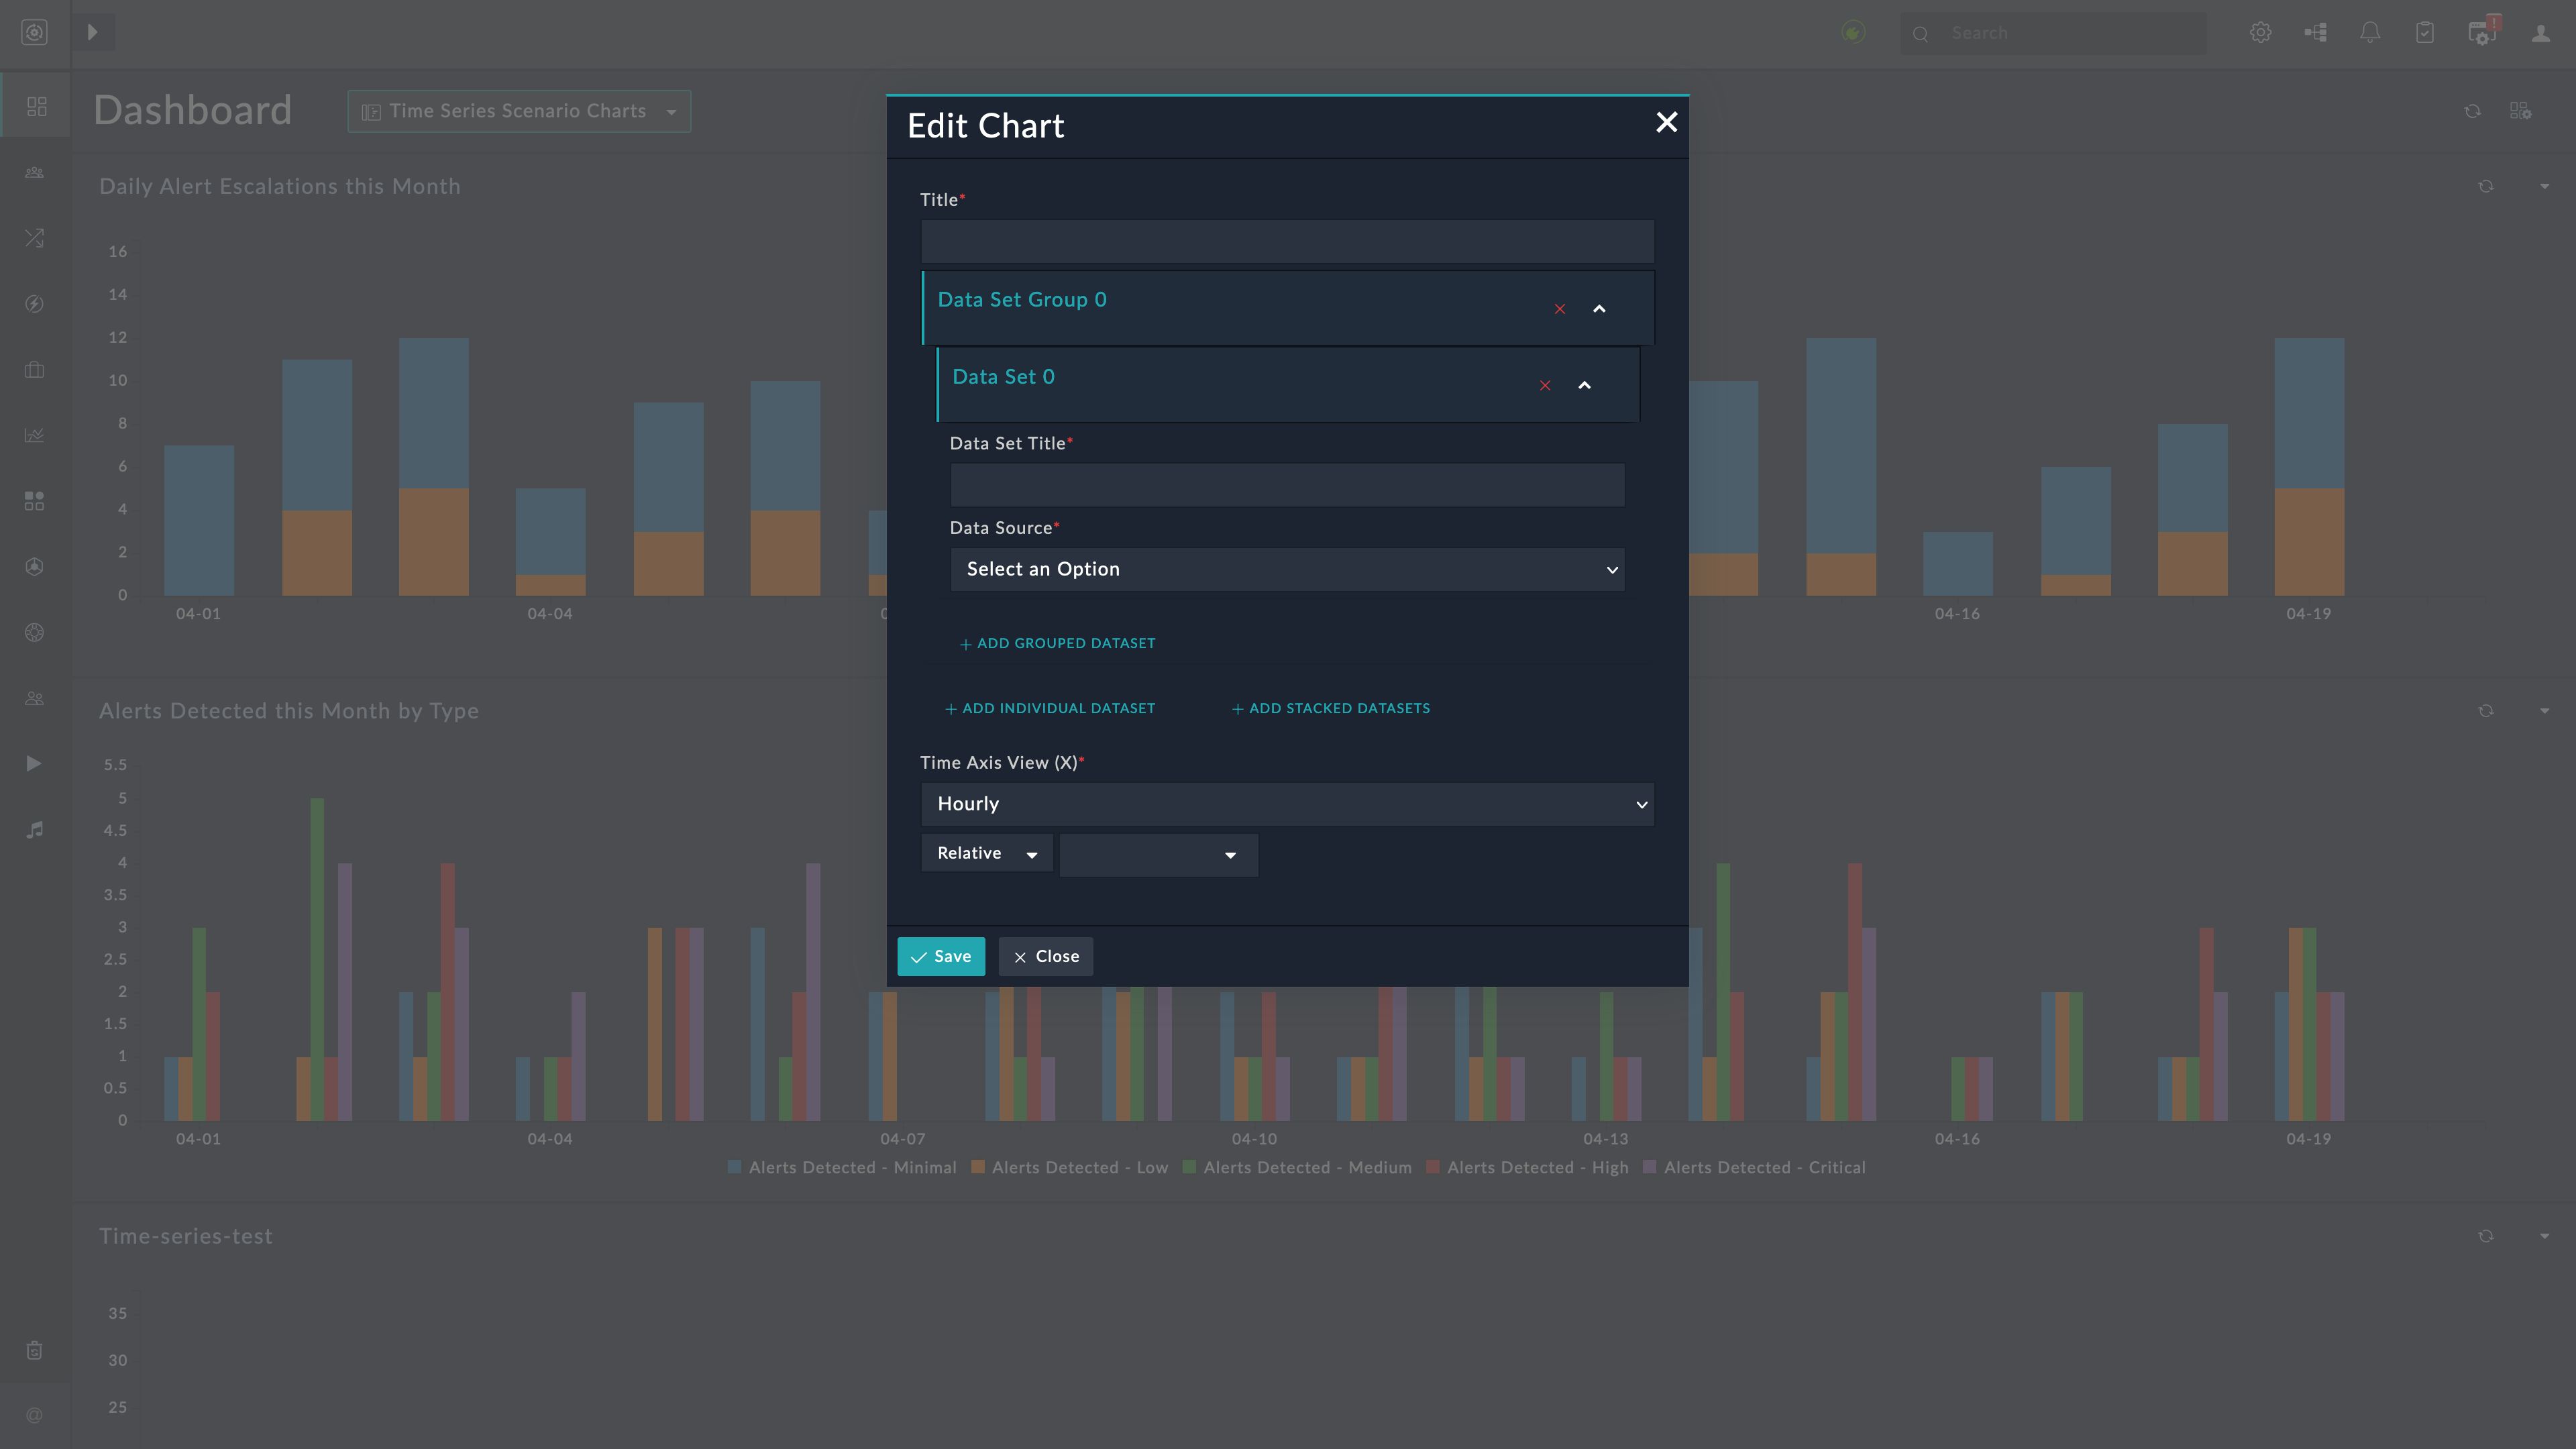 Search
Dashboard
Time Series Scenario Charts
Daily Alert Escalations this Month
16
14
12
10
8
6
4
2
0
04-01
04-04
04-16
04-19
Alerts Detected this Month by Type
5.5
5
4.5
4
3.5
3
2.5
2
1.5
1
0.5
0
04-01
04-04
04-07
04-10
04-13
04-16
04-19
Alerts Detected - Minimal
Alerts Detected - Low
Alerts Detected - Medium
Alerts Detected - High
Alerts Detected - Critical
Time-series-test
35
30
25
Edit Chart
Title*
Data Set Group 0
Data Set 0
Data Set Title*
Data Source*
Select an Option
+ ADD GROUPED DATASET
+ ADD INDIVIDUAL DATASET
+ ADD STACKED DATASETS
Time Axis View (X)*
Hourly
Relative
Save
Close